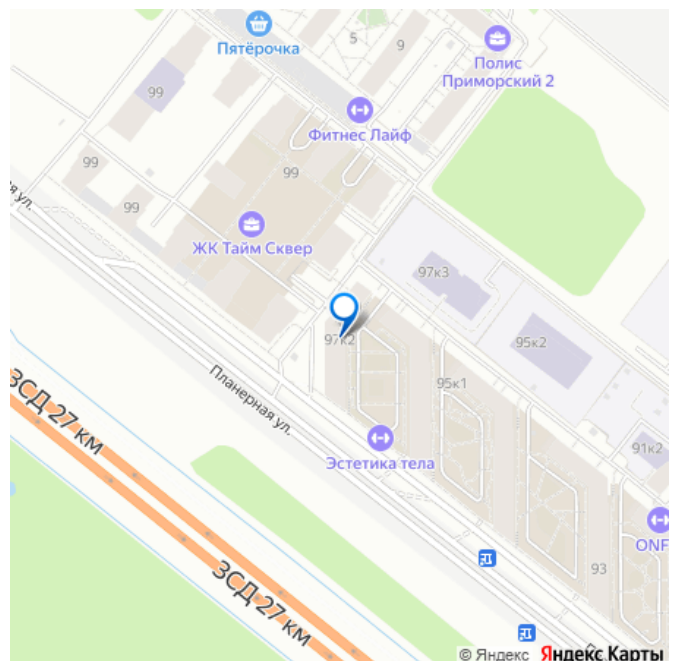 5
9
Пятёрочка
Полис
Приморский 2
99
Фитнес Лайф
99
99
99
ая ул.
ЖК Тайм Сквер
97к3
97к2
95к2
95к1
Планерная ул.
ЗСД 27 км
Эстетика тела
91к2
ONF
93
ЗСД 27 км
© Яндекс Яндекс Карты